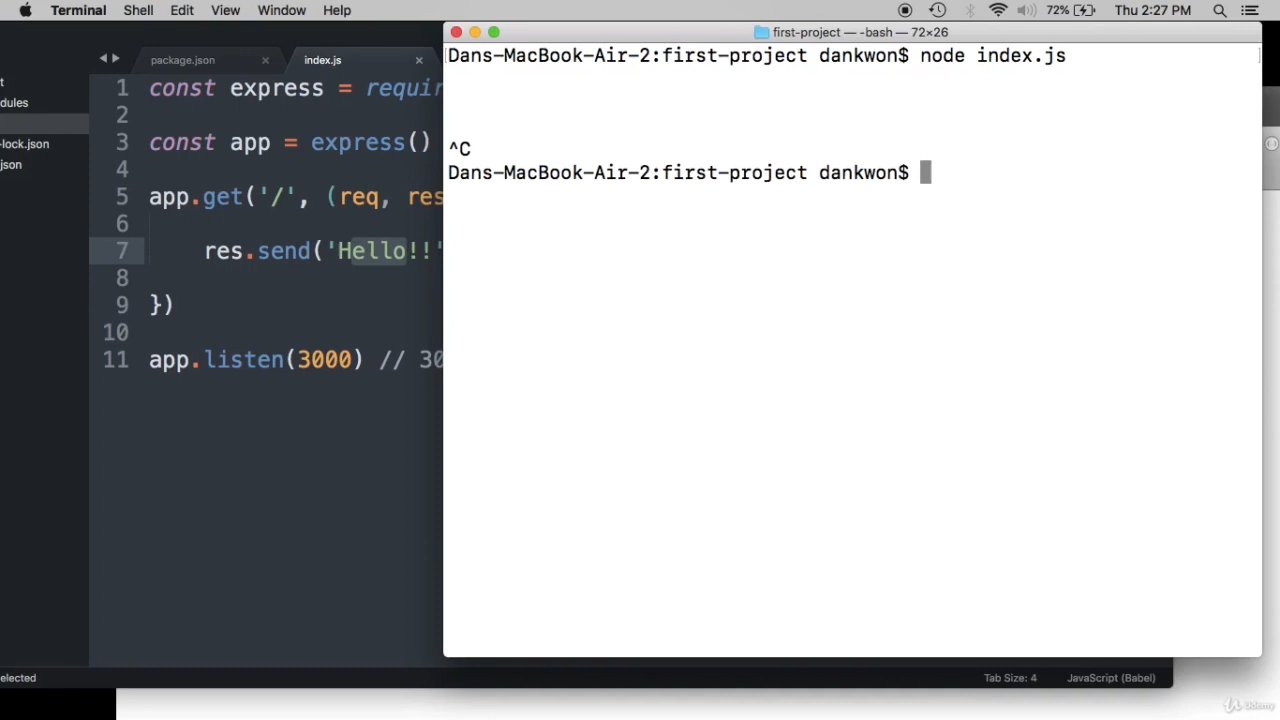 Terminal Shell Edit View Window Help 72% Thu 2:27 PM
first-project — -bash — 72×26
Dans-MacBook-Air-2:first-project dankwon$ node index.js
^C
Dans-MacBook-Air-2:first-project dankwon$
package.json index.js
t
dules
-lock.json
json
1 const express = requir
2
3 const app = express()
4
5 app.get('/', (req, res
6
7 res.send('Hello!!'
8
9 })
10
11 app.listen(3000) // 30
elected Tab Size: 4 JavaScript (Babel)
Udemy